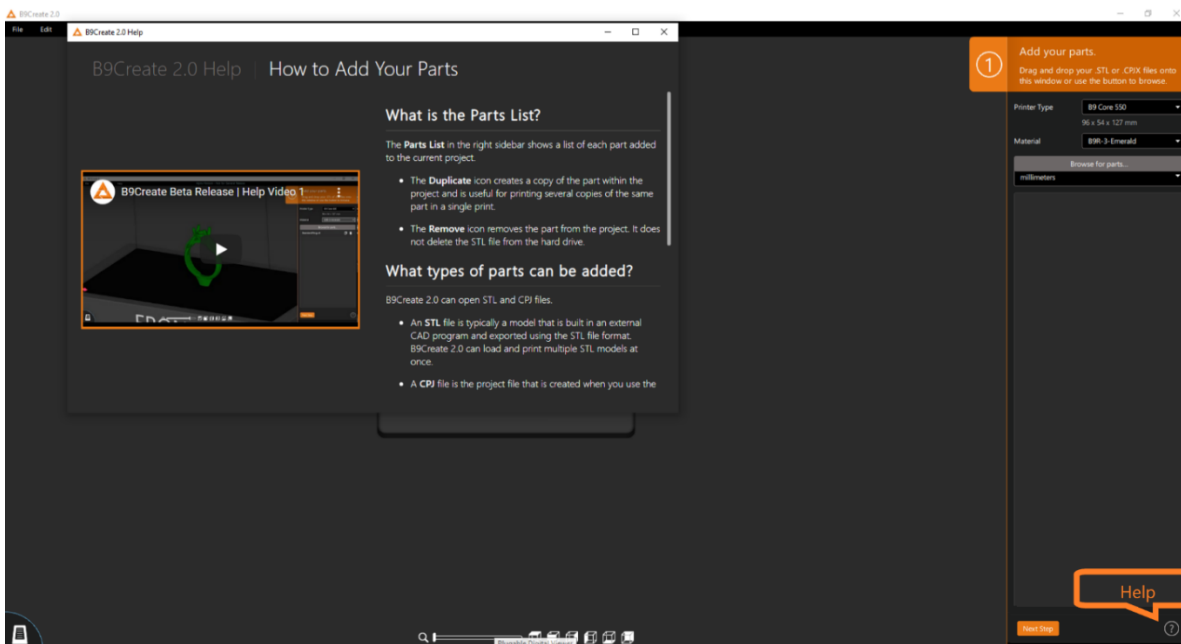 B9Create 2.0
File Edit
B9Create 2.0 Help
B9Create 2.0 Help | How to Add Your Parts
B9Create Beta Release | Help Video 1
What is the Parts List?
The Parts List in the right sidebar shows a list of each part added
to the current project.
• The Duplicate icon creates a copy of the part within the
project and is useful for printing several copies of the same
part in a single print.
• The Remove icon removes the part from the project. It does
not delete the STL file from the hard drive.
What types of parts can be added?
B9Create 2.0 can open STL and CPJ files.
• An STL file is typically a model that is built in an external
CAD program and exported using the STL file format.
B9Create 2.0 can load and print multiple STL models at
once.
• A CPJ file is the project file that is created when you use the
1
Add your parts.
Drag and drop your .STL or .CPJX files onto
this window or use the button to browse.
Printer Type B9 Core 550
96 x 54 x 127 mm
Material B9R-3-Emerald
Browse for parts...
millimeters
Help
Next Step ?